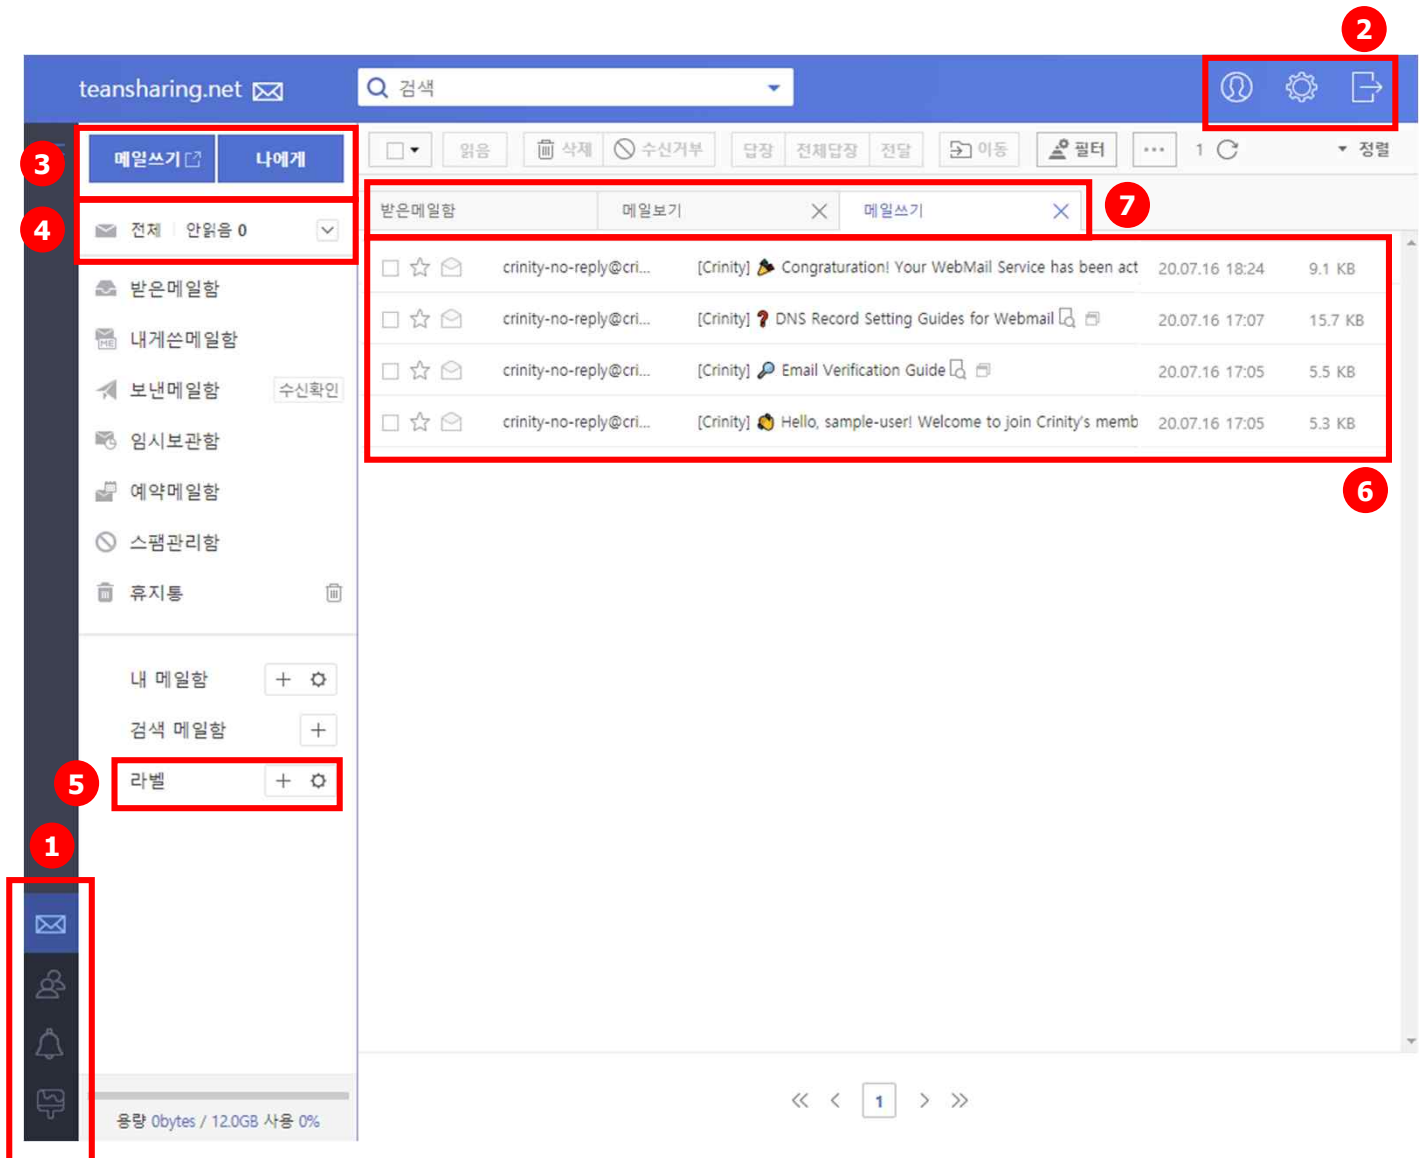 2
teansharing.net
검색
3
메일쓰기
나에게
읽음
삭제
수신거부
답장
전체답장
전달
이동
필터
...
1
정렬
4
전체
안읽음 0
받은메일함
메일보기
메일쓰기
7
crinity-no-reply@cri... [Crinity] Congraturation! Your WebMail Service has been act 20.07.16 18:24 9.1 KB
crinity-no-reply@cri... [Crinity] ? DNS Record Setting Guides for Webmail 20.07.16 17:07 15.7 KB
crinity-no-reply@cri... [Crinity] Email Verification Guide 20.07.16 17:05 5.5 KB
crinity-no-reply@cri... [Crinity] Hello, sample-user! Welcome to join Crinity's memb 20.07.16 17:05 5.3 KB
6
받은메일함
ME 내게쓴메일함
보낸메일함 수신확인
임시보관함
예약메일함
스팸관리함
휴지통
내 메일함 +
검색 메일함 +
5
라벨 +
1
용량 0bytes / 12.0GB 사용 0%
« < 1 > »